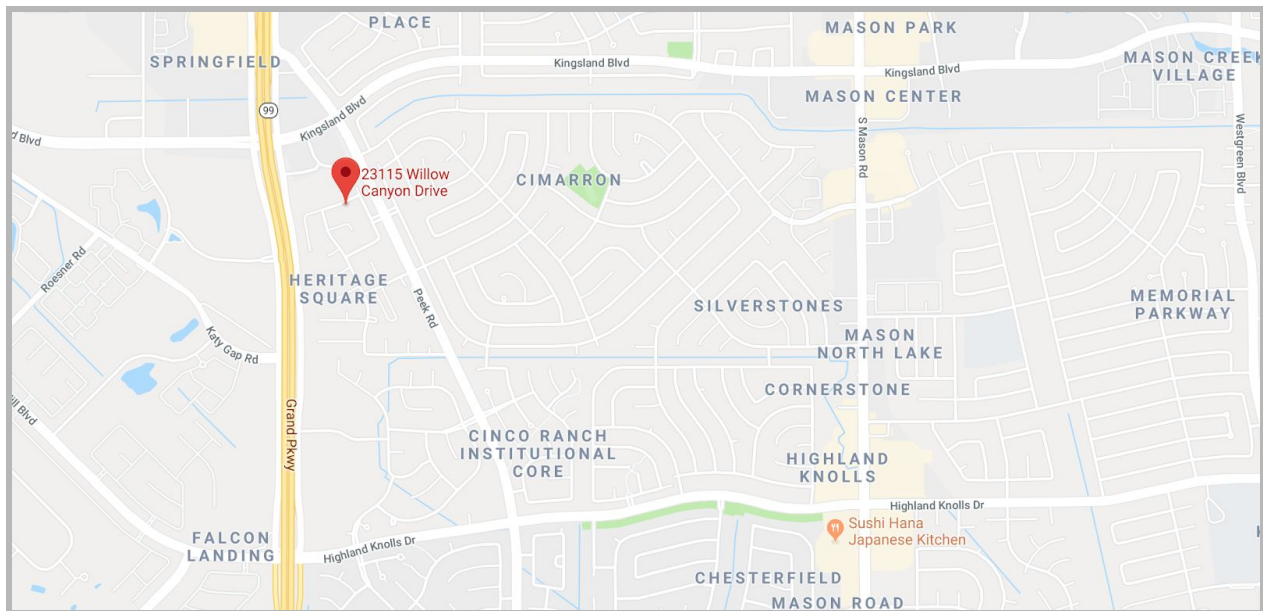 PLACE
MASON PARK
SPRINGFIELD
Kingsland Blvd
Kingsland Blvd
MASON CREEK
VILLAGE
MASON CENTER
99
Kingsland Blvd
d Blvd
S Mason Rd
Westgreen Blvd
23115 Willow
Canyon Drive
CIMARRON
Roesner Rd
HERITAGE
SQUARE
Peek Rd
SILVERSTONES
MEMORIAL
PARKWAY
Katy Gap Rd
MASON
NORTH LAKE
CORNERSTONE
ill Blvd
Grand Pkwy
CINCO RANCH
INSTITUTIONAL
CORE
HIGHLAND
KNOLLS
Highland Knolls Dr
Sushi Hana
Japanese Kitchen
FALCON
LANDING
Highland Knolls Dr
CHESTERFIELD
MASON ROAD